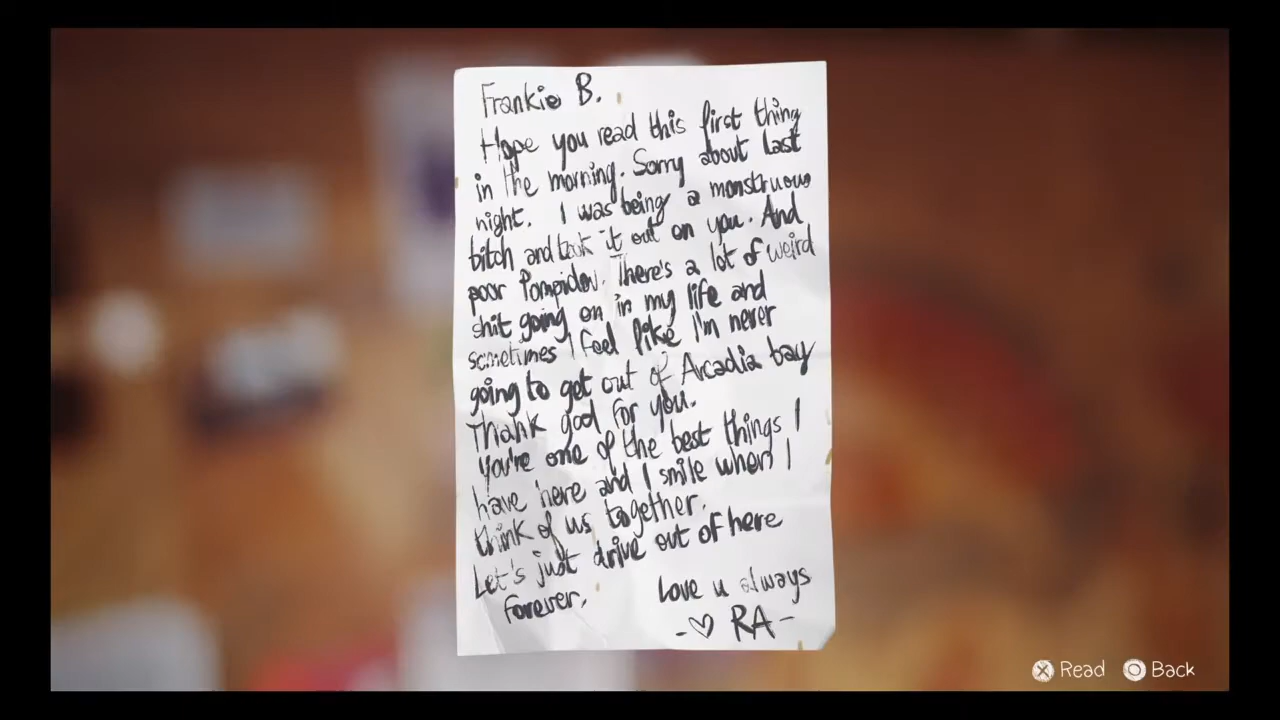 Frankie B.
Hope you read this first thing
in the morning. Sorry about last
night. I was being a monstruous
bitch and took it out on you. And
poor Pompidou. There's a lot of weird
shit going on in my life and
sometimes I feel like I'm never
going to get out of Arcadia bay
Thank god for you.
You're one of the best things I
have here and I smile when I
think of us together.
Let's just drive out of here
forever.
Love u always
-♡ RA-
Read
Back